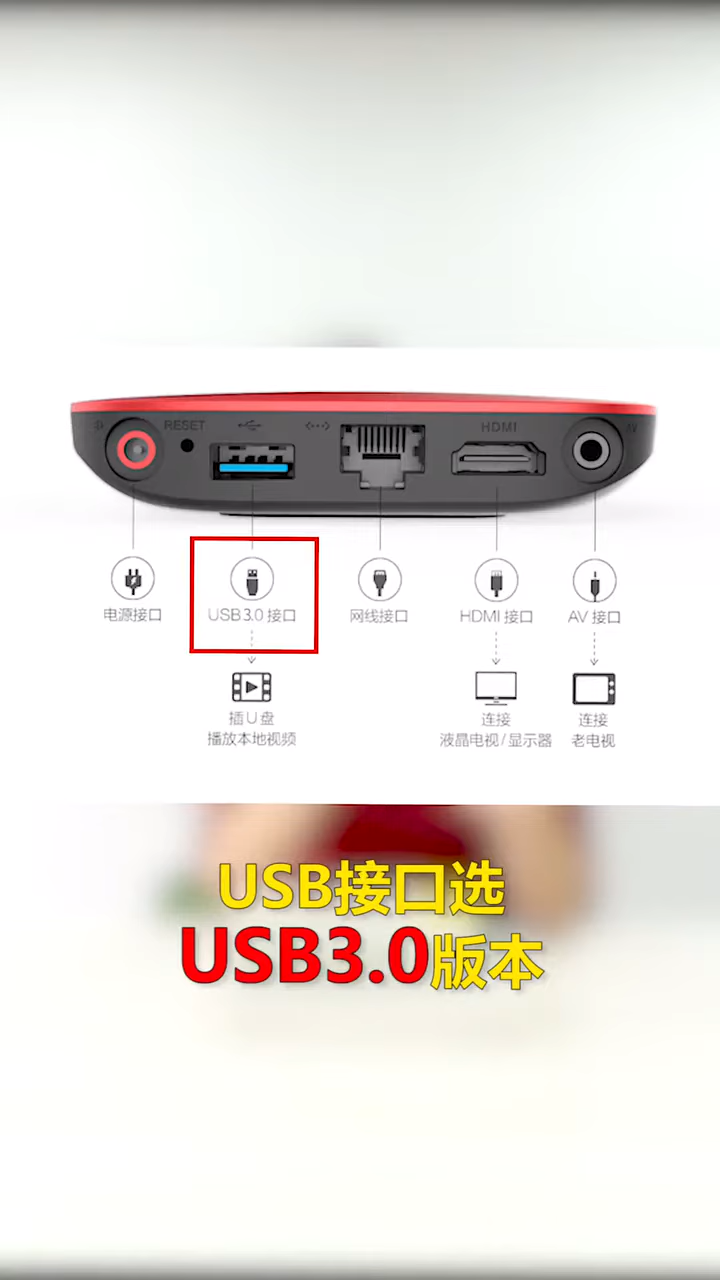 RESET
HDMI
AV
电源接口
USB3.0 接口
网线接口
HDMI 接口
AV 接口
插U盘
播放本地视频
连接
液晶电视/显示器
连接
老电视
USB接口选
USB3.0版本